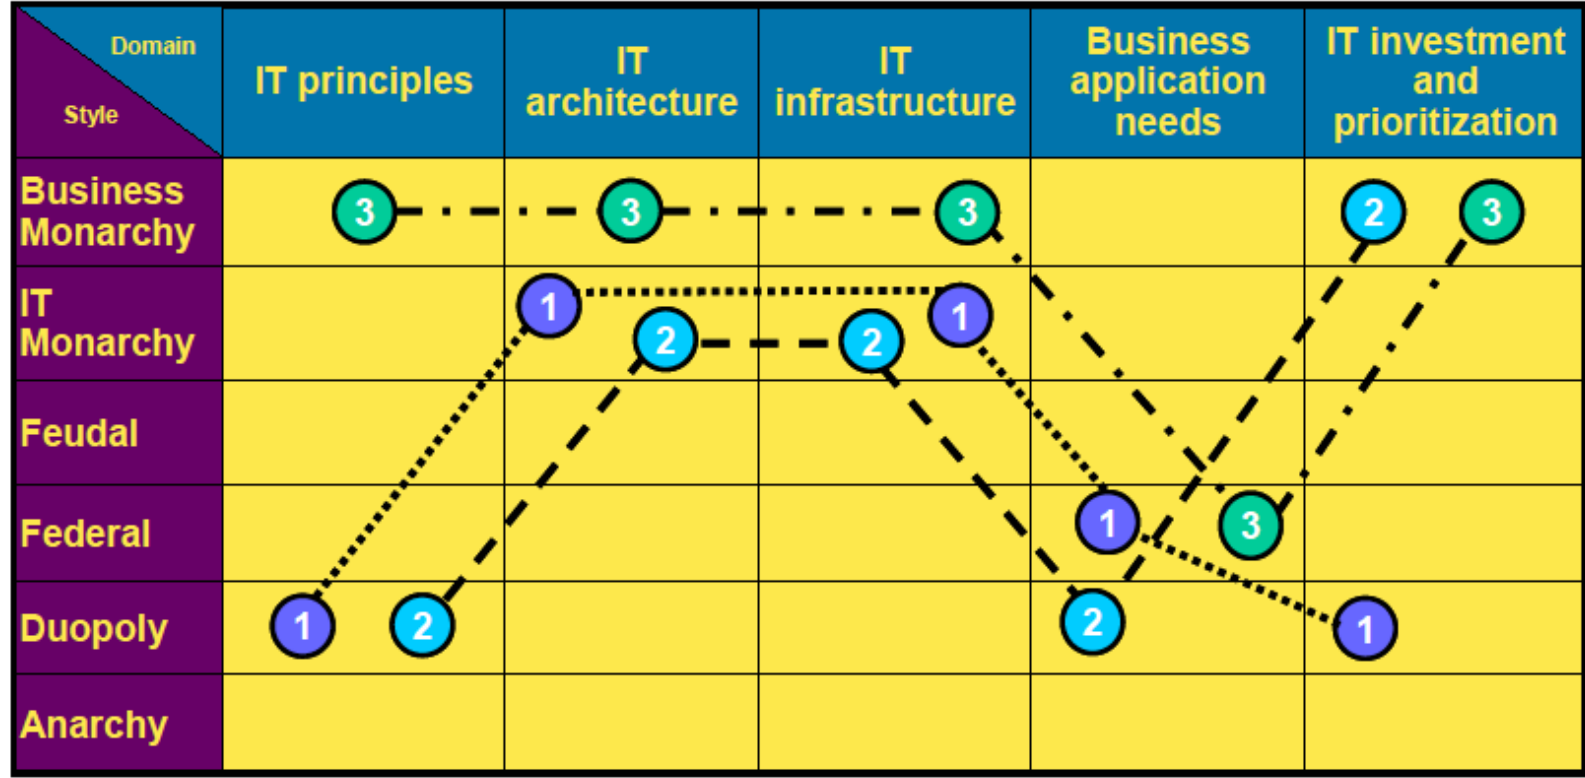 Domain
Style
IT principles
IT
architecture
IT
infrastructure
Business
application
needs
IT investment
and
prioritization
Business
Monarchy
3
3
3
2
3
IT
Monarchy
1
2
2
1
Feudal
Federal
1
3
Duopoly
1
2
2
1
Anarchy